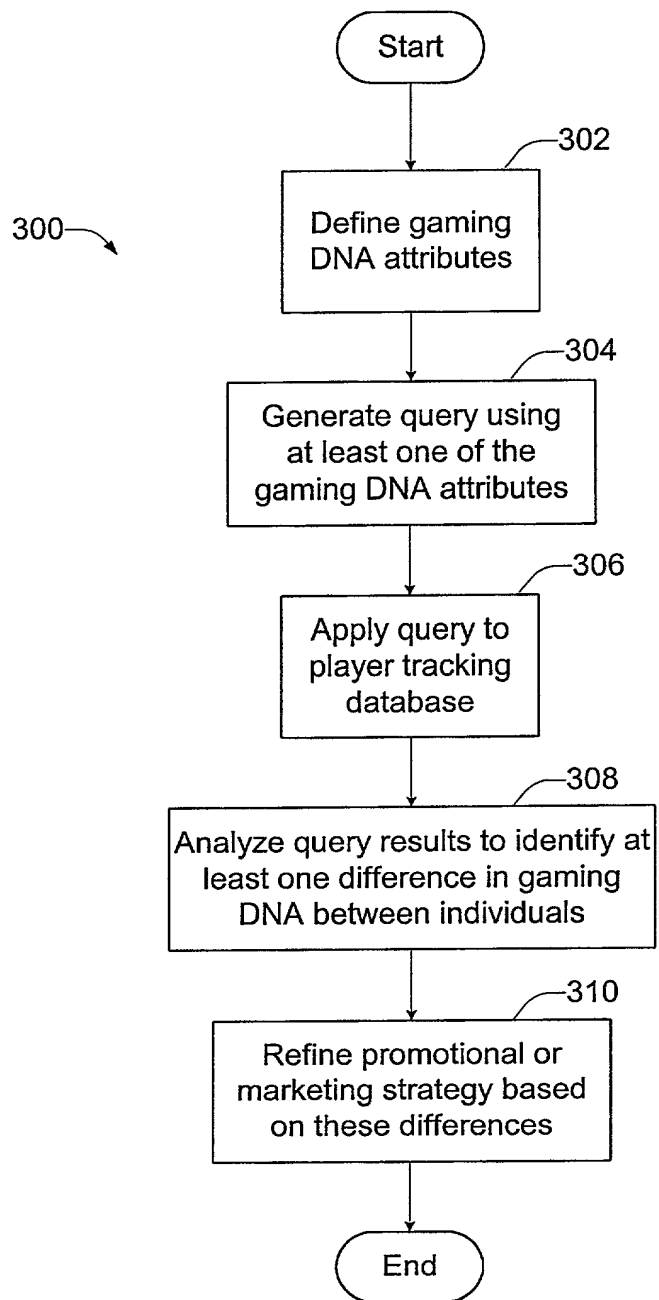 Start
302
300
Define gaming
DNA attributes
304
Generate query using
at least one of the
gaming DNA attributes
306
Apply query to
player tracking
database
308
Analyze query results to identify at
least one difference in gaming
DNA between individuals
310
Refine promotional or
marketing strategy based
on these differences
End